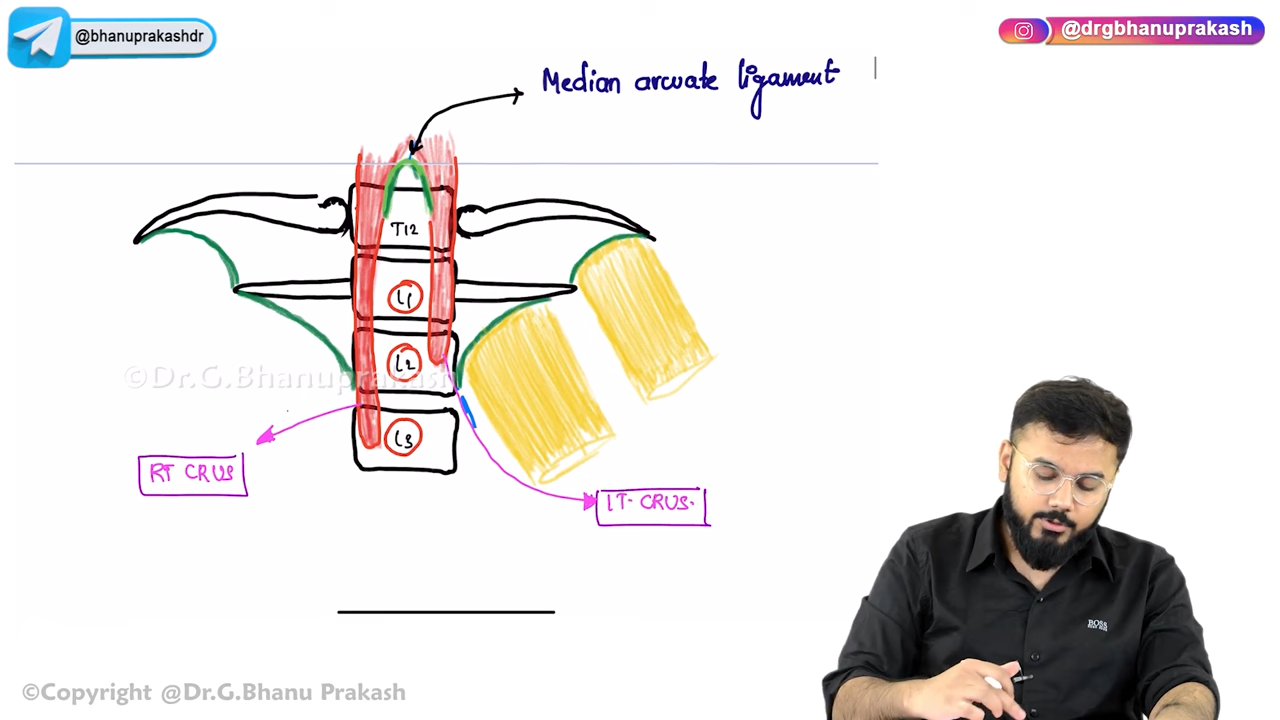 @bhanuprakashdr
@drgbhanuprakash
Median arcuate ligament
T12
L1
L2
©Dr.G.Bhanuprakash
L3
RT CRUS
LT. CRUS.
BOSS
©Copyright @Dr.G.Bhanu Prakash